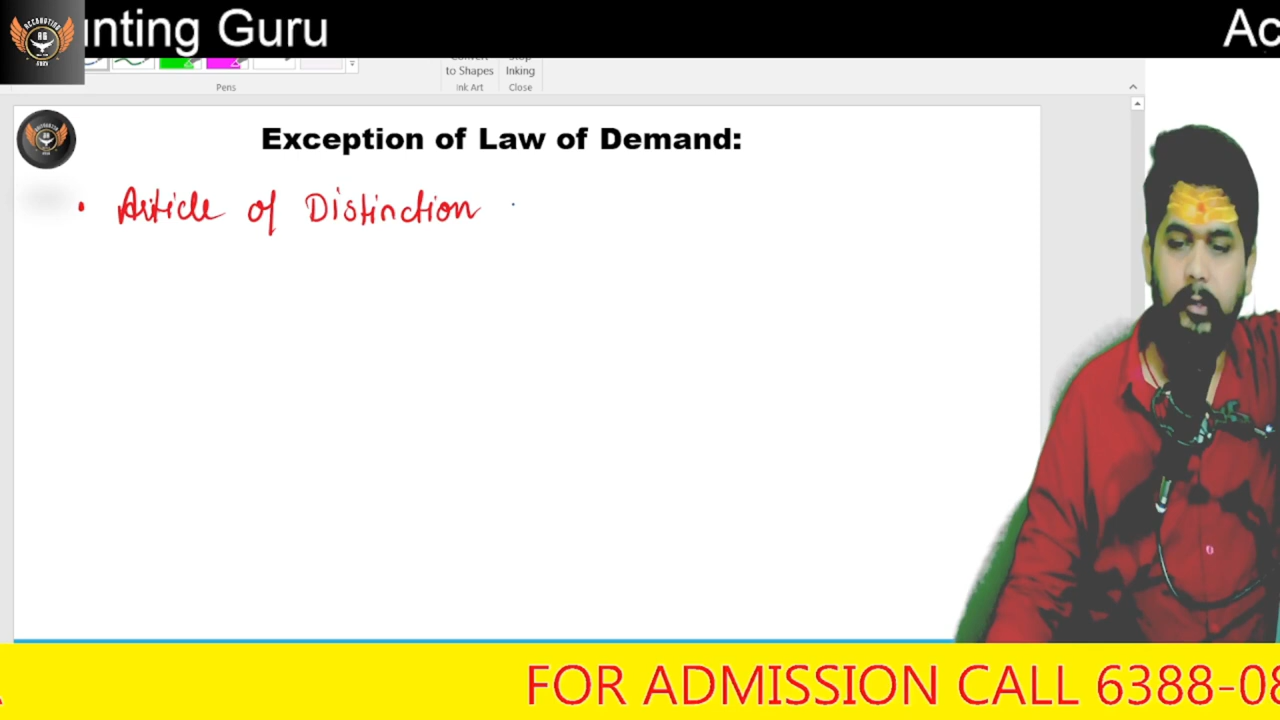 unting Guru
Ac
to Shapes
Inking
Pens
Ink Art
Close
Exception of Law of Demand:
• Article of Distinction
FOR ADMISSION CALL 6388-08